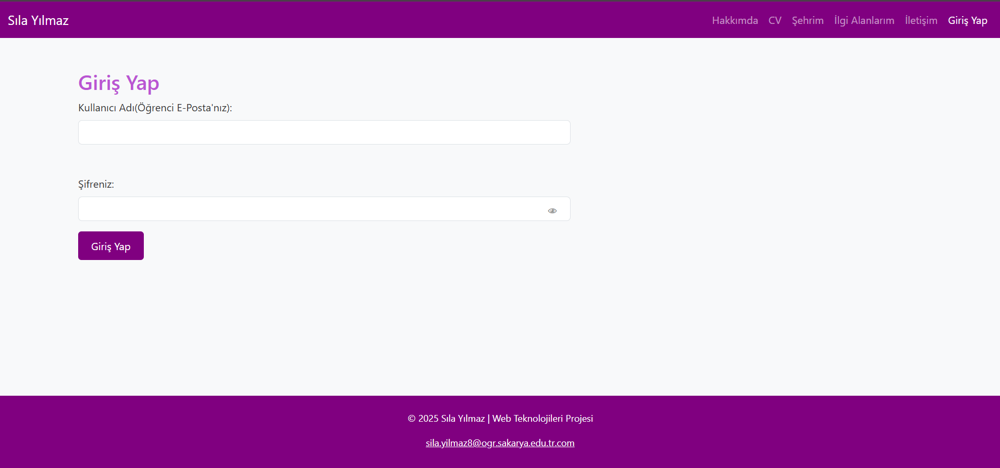 Sıla Yılmaz
Hakkımda CV Şehrim İlgi Alanlarım İletişim Giriş Yap
Giriş Yap
Kullanıcı Adı(Öğrenci E-Posta'nız):
Şifreniz:
Giriş Yap
© 2025 Sıla Yılmaz | Web Teknolojileri Projesi
sila.yilmaz8@ogr.sakarya.edu.tr.com